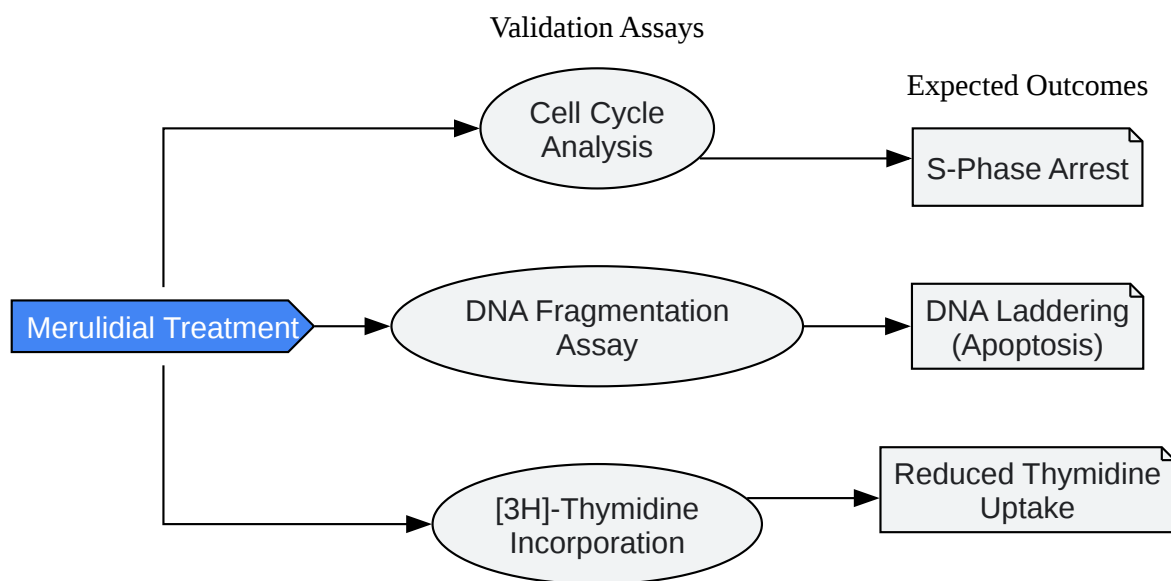 Validation Assays
Expected Outcomes
Cell Cycle
Analysis
S-Phase Arrest
Merulidial Treatment
DNA Fragmentation
Assay
DNA Laddering
(Apoptosis)
[3H]-Thymidine
Incorporation
Reduced Thymidine
Uptake